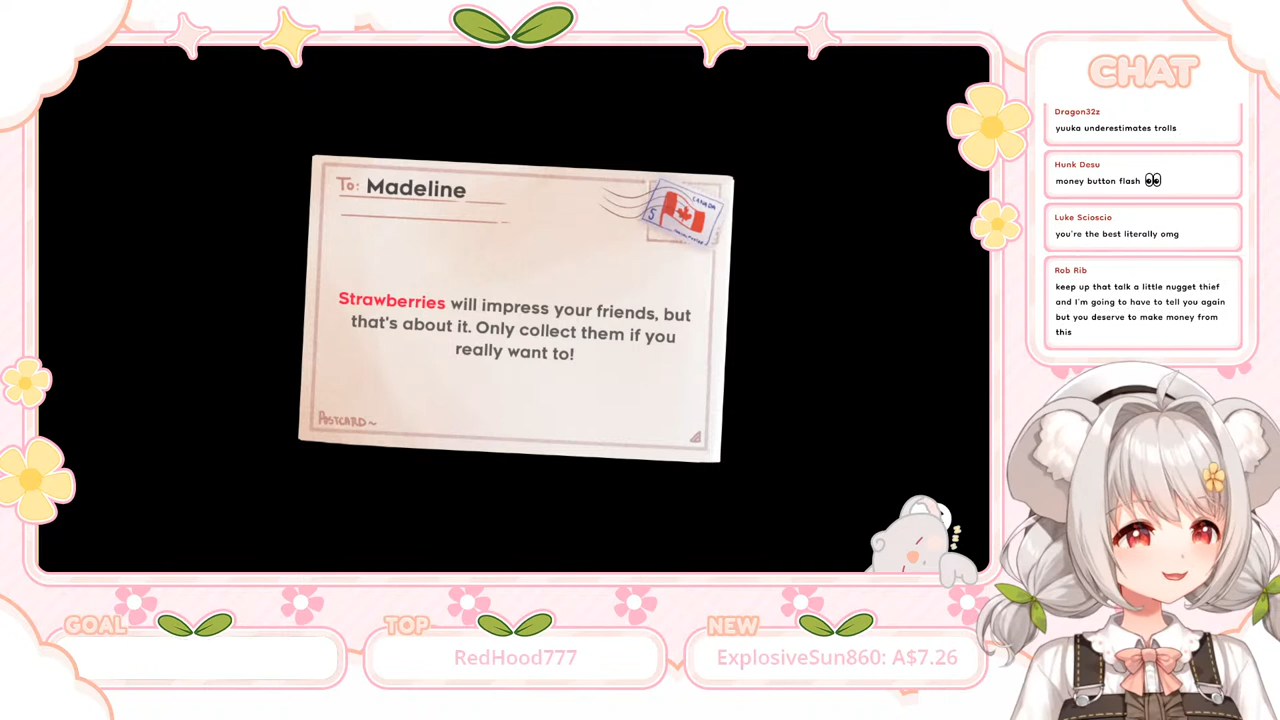 CHAT
Dragon32z
yuuka underestimates trolls
Hunk Desu
money button flash 👀
Luke Scioscio
you're the best literally omg
Rob Rib
keep up that talk a little nugget thief
and I'm going to have to tell you again
but you deserve to make money from
this
To: Madeline
CANADA
5
Strawberries will impress your friends, but
that's about it. Only collect them if you
really want to!
POSTCARD~
GOAL
TOP
RedHood777
NEW
ExplosiveSun860: A$7.26